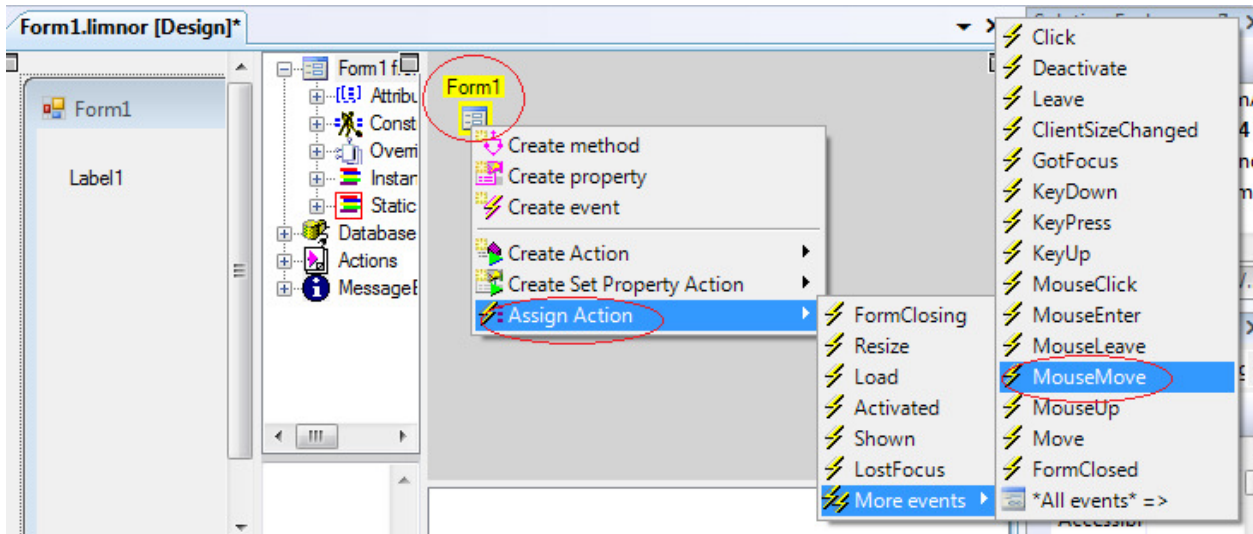 Form1.limnor [Design]*
Form1
Label1
Form1
Attribu
Const
Overri
Instan
Static
Database
Actions
Form1
Create method
Create property
Create event
Create Action
Create Set Property Action
Assign Action
FormClosing
Resize
Load
Activated
Shown
LostFocus
More events
Click
Deactivate
Leave
ClientSizeChanged
GotFocus
KeyDown
KeyPress
KeyUp
MouseClick
MouseEnter
MouseLeave
MouseMove
MouseUp
Move
FormClosed
*All events* =>